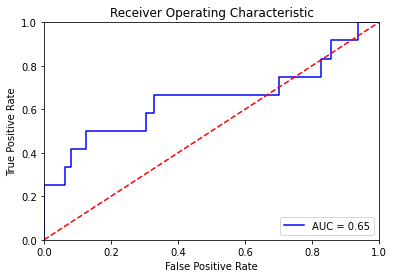 Receiver Operating Characteristic
True Positive Rate
1.0
0.8
0.6
0.4
0.2
0.0
AUC = 0.65
0.0 0.2 0.4 0.6 0.8 1.0
False Positive Rate